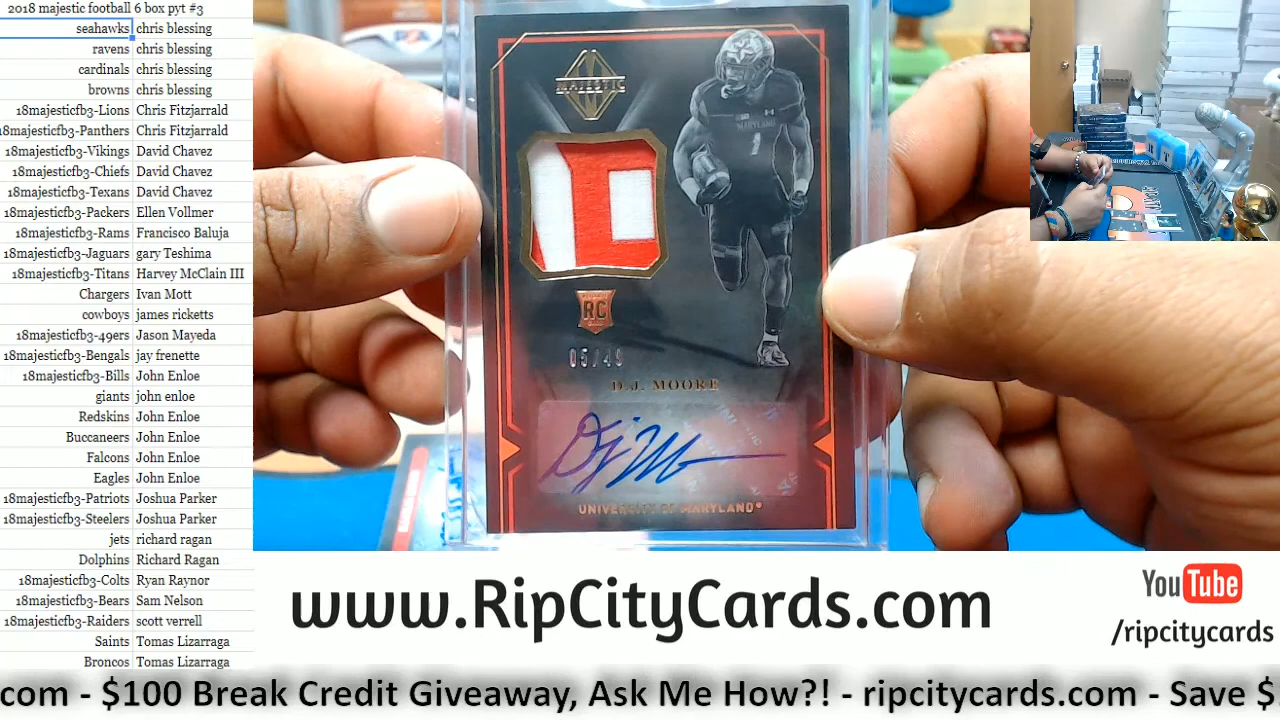 2018 majestic football 6 box pyt #3
seahawks chris blessing
ravens chris blessing
cardinals chris blessing
browns chris blessing
18majesticfb3-Lions Chris Fitzjarrald
18majesticfb3-Panthers Chris Fitzjarrald
18majesticfb3-Vikings David Chavez
18majesticfb3-Chiefs David Chavez
18majesticfb3-Texans David Chavez
18majesticfb3-Packers Ellen Vollmer
18majesticfb3-Rams Francisco Baluja
18majesticfb3-Jaguars gary Teshima
18majesticfb3-Titans Harvey McClain III
Chargers Ivan Mott
cowboys james ricketts
18majesticfb3-49ers Jason Mayeda
18majesticfb3-Bengals jay frenette
18majesticfb3-Bills John Enloe
giants john enloe
Redskins John Enloe
Buccaneers John Enloe
Falcons John Enloe
Eagles John Enloe
18majesticfb3-Patriots Joshua Parker
18majesticfb3-Steelers Joshua Parker
jets richard ragan
Dolphins Richard Ragan
18majesticfb3-Colts Ryan Raynor
18majesticfb3-Bears Sam Nelson
18majesticfb3-Raiders scott verrell
Saints Tomas Lizarraga
Broncos Tomas Lizarraga
MAJESTIC
MARYLAND
1
RC
05/49
D.J. MOORE
DJ M
UNIVERSITY OF MARYLAND
www.RipCityCards.com
YouTube
/ripcitycards
.com - $100 Break Credit Giveaway, Ask Me How?! - ripcitycards.com - Save $